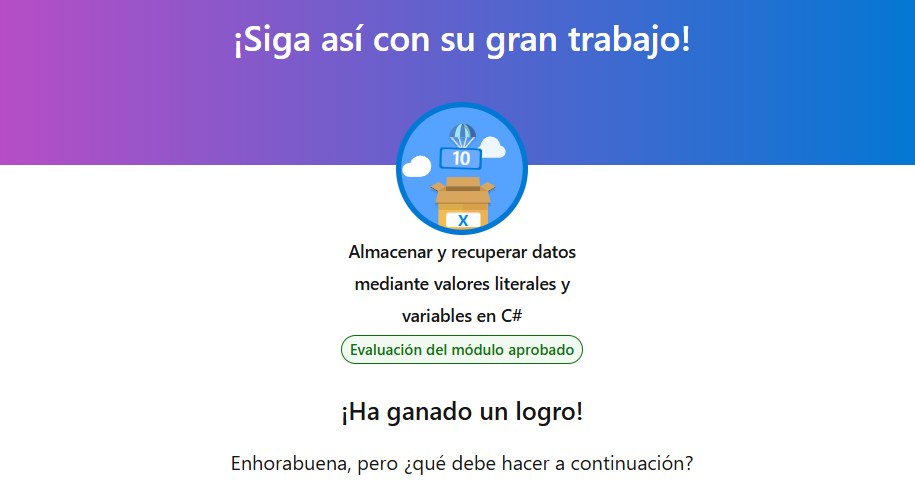 ¡Siga así con su gran trabajo!
10
X
Almacenar y recuperar datos
mediante valores literales y
variables en C#
Evaluación del módulo aprobado
¡Ha ganado un logro!
Enhorabuena, pero ¿qué debe hacer a continuación?